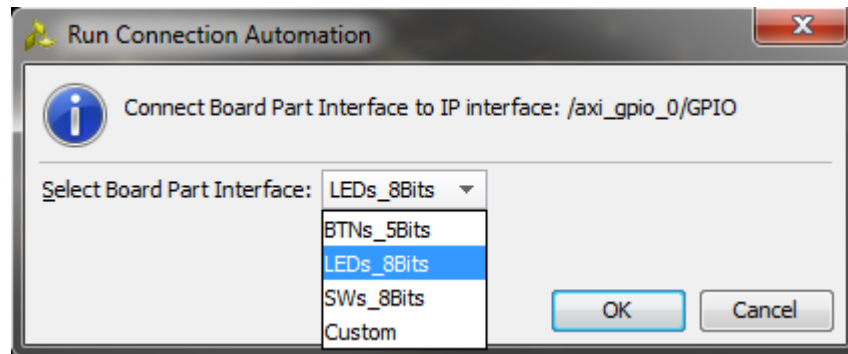 Run Connection Automation
Connect Board Part Interface to IP interface: /axi_gpio_0/GPIO
Select Board Part Interface: LEDs_8Bits
BTNs_5Bits
LEDs_8Bits
SWs_8Bits
Custom
OK Cancel